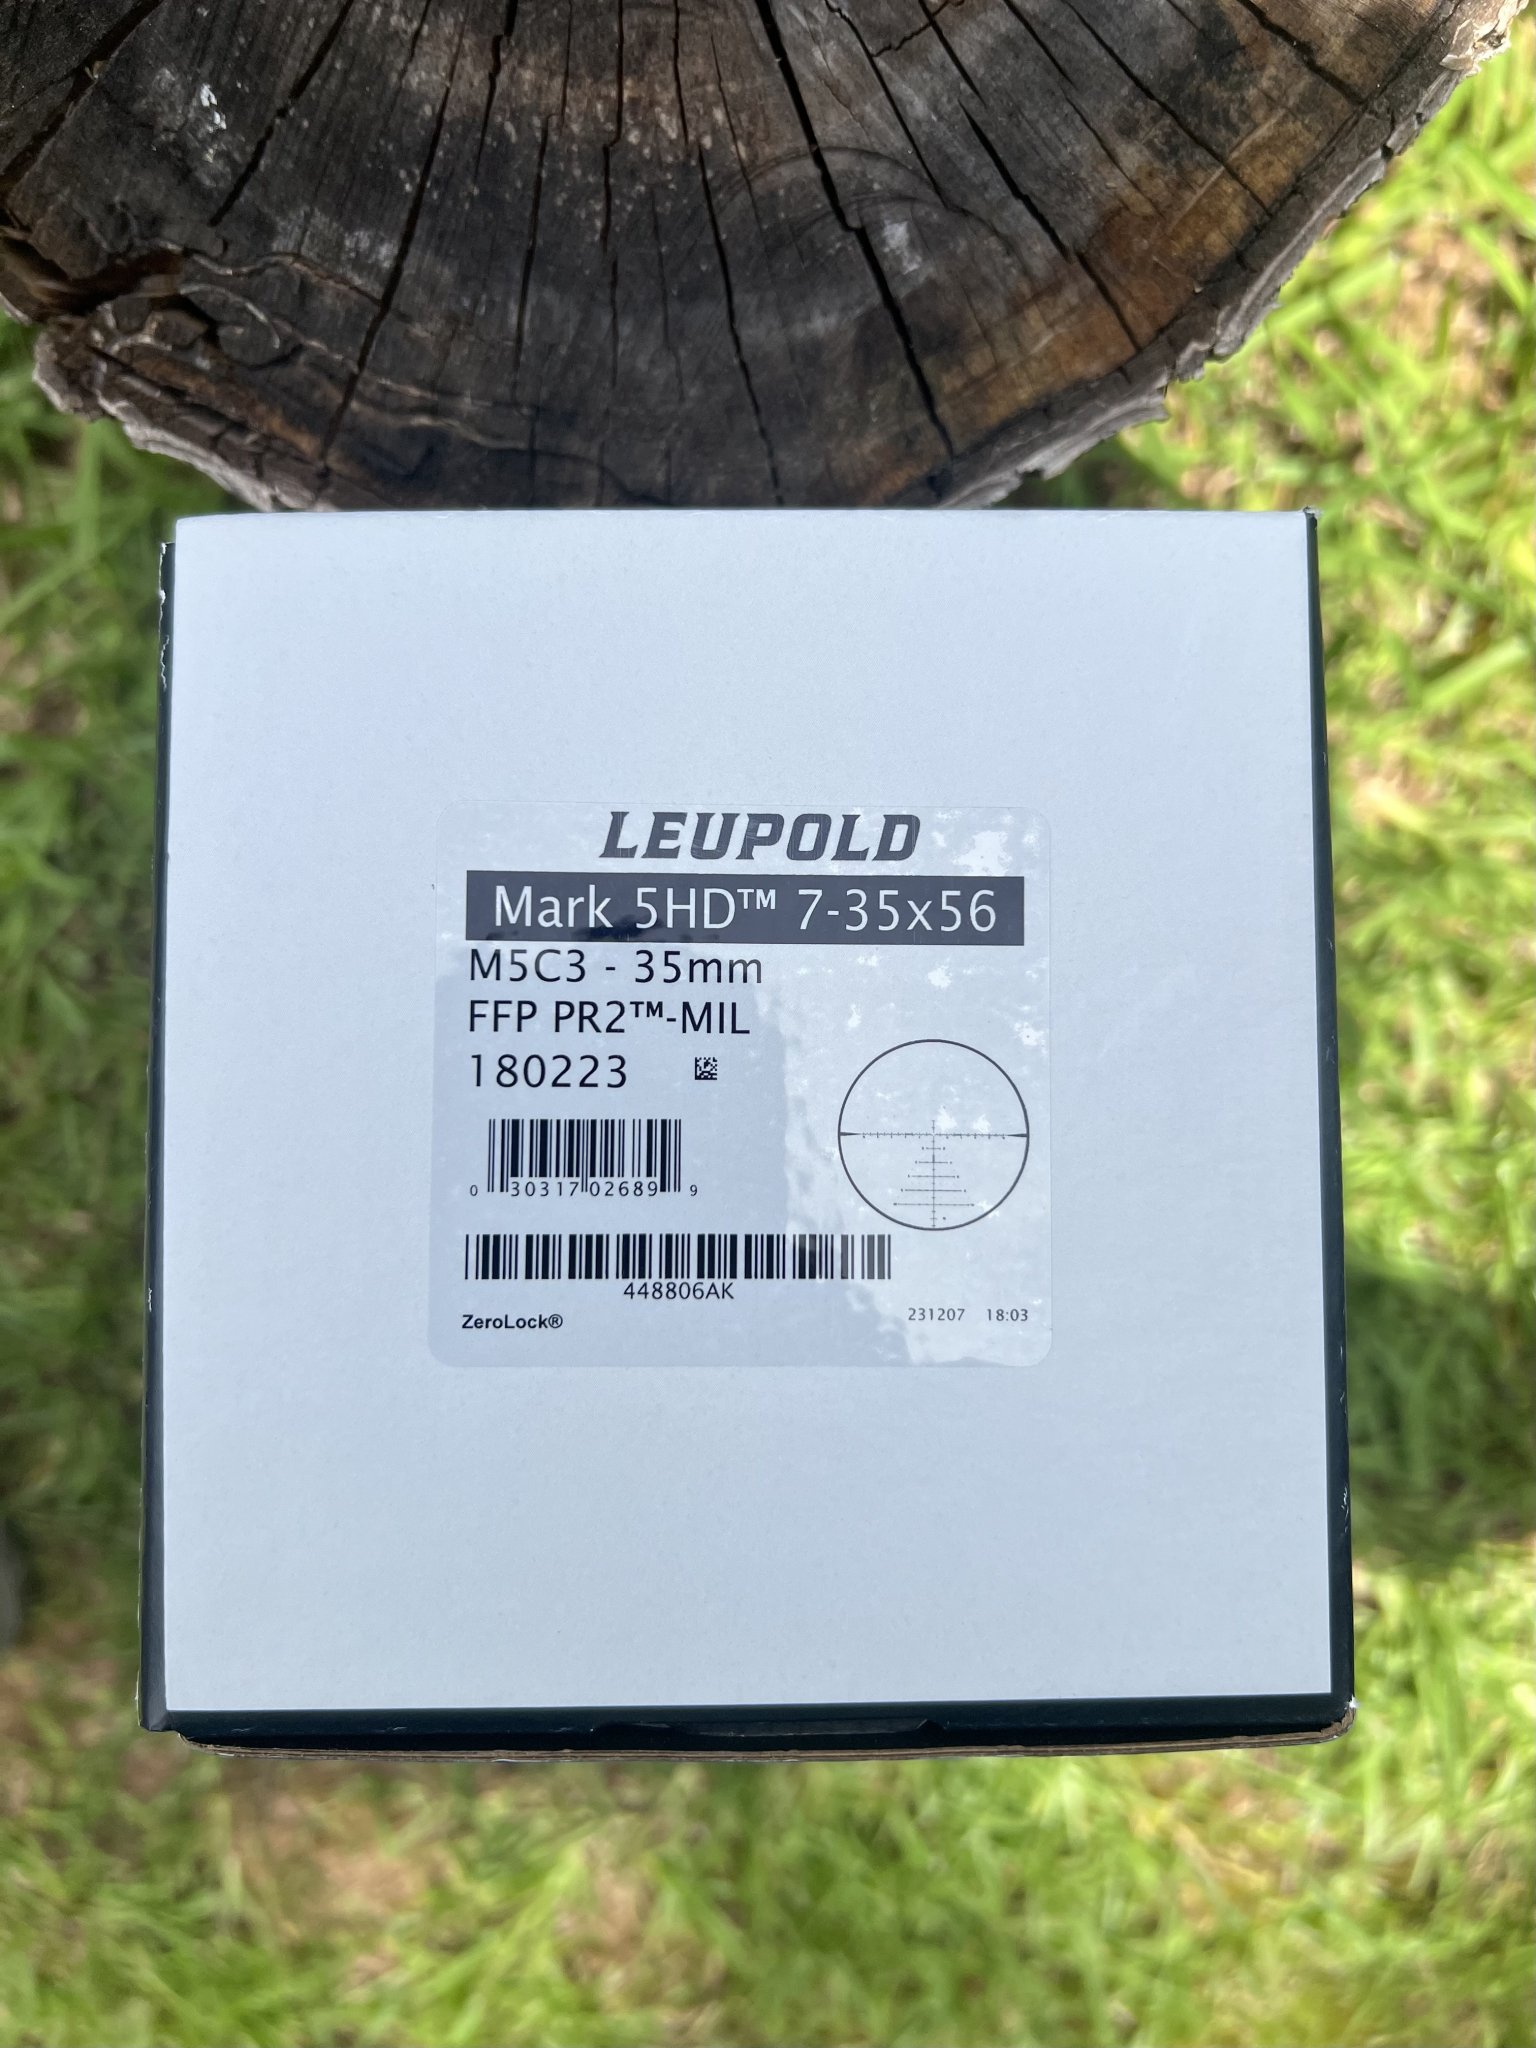 LEUPOLD
Mark 5HD™ 7-35x56
M5C3 - 35mm
FFP PR2™-MIL
180223
0 30317 02689 9
448806AK
ZeroLock®
231207 18:03